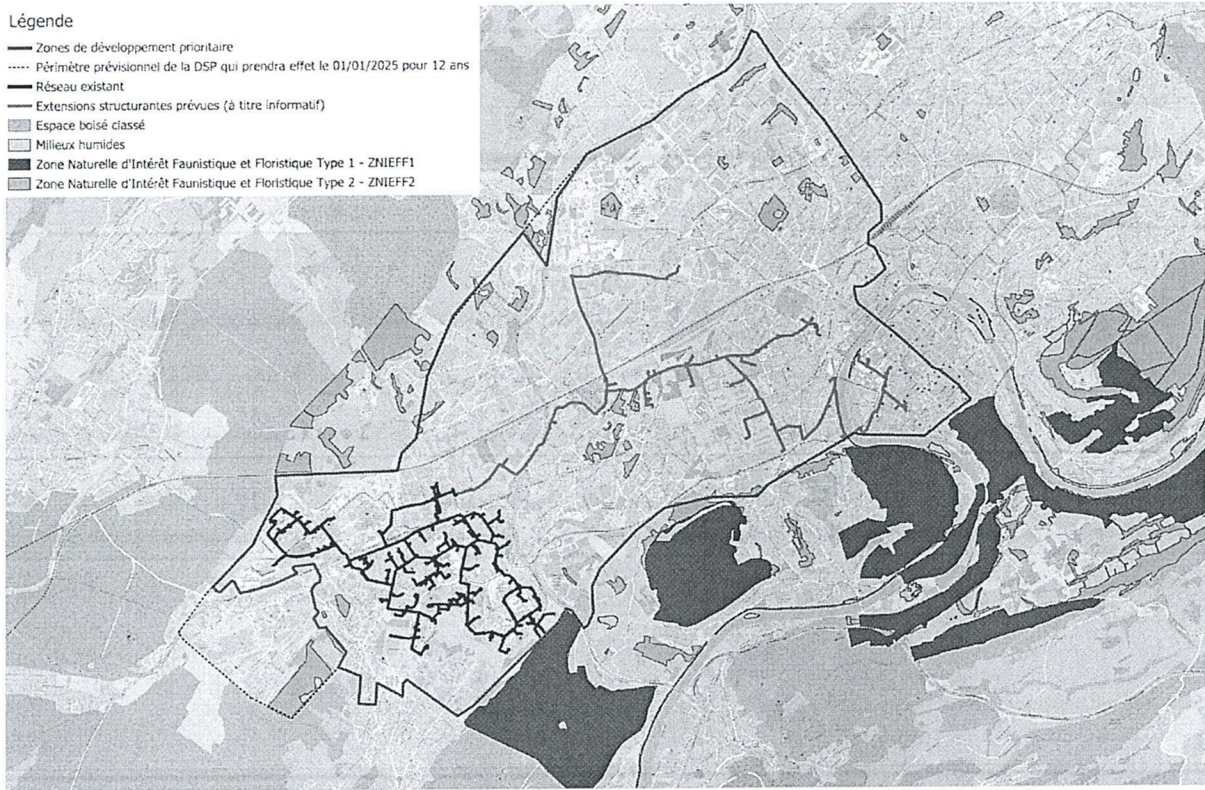 Légende
Zones de développement prioritaire
Périmètre prévisionnel de la DSP qui prendra effet le 01/01/2025 pour 12 ans
Réseau existant
Extensions structurantes prévues (à titre informatif)
Espace boisé classé
Milieux humides
Zone Naturelle d'Intérêt Faunistique et Floristique Type 1 - ZNIEFF1
Zone Naturelle d'Intérêt Faunistique et Floristique Type 2 - ZNIEFF2